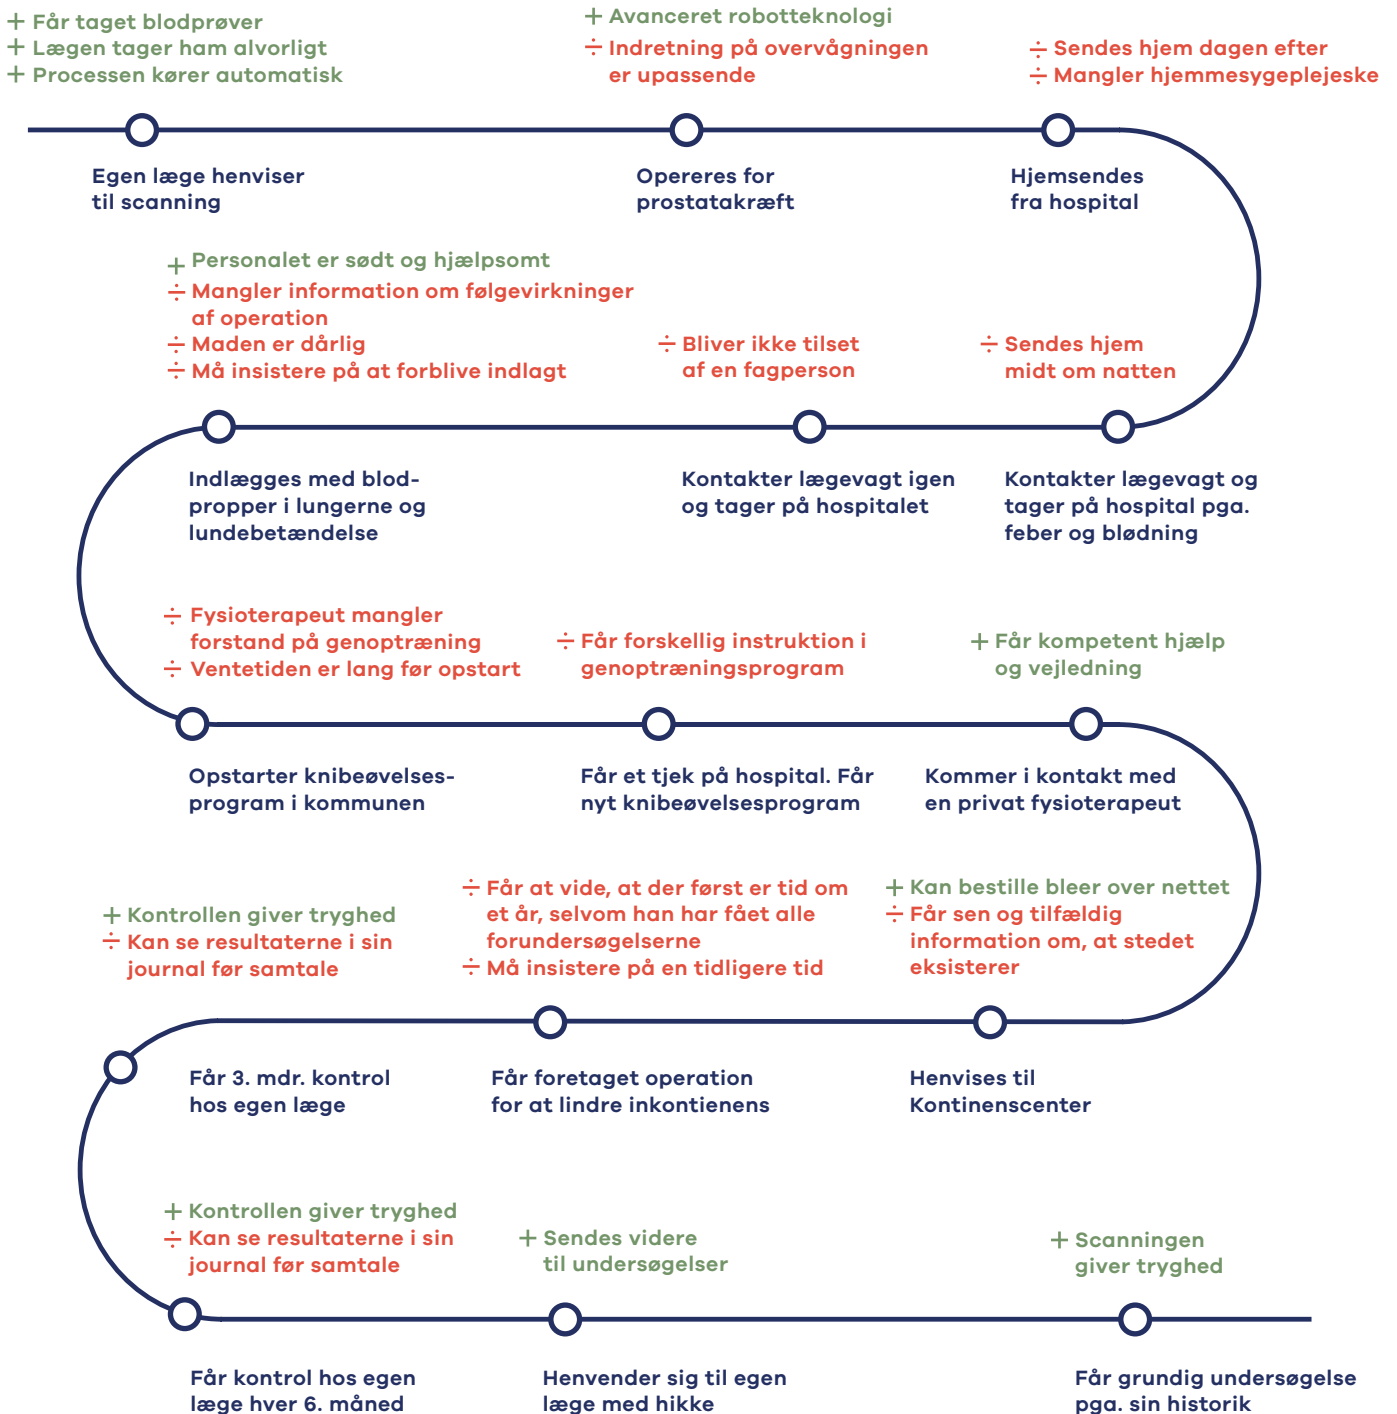 + Får taget blodprøver
+ Lægen tager ham alvorligt
+ Processen kører automatisk
+ Avanceret robotteknologi
÷ Indretning på overvågningen
er upassende
÷ Sendes hjem dagen efter
÷ Mangler hjemmesygeplejeske
Egen læge henviser
til scanning
Opereres for
prostatakræft
Hjemsendes
fra hospital
+ Personalet er sødt og hjælpsomt
÷ Mangler information om følgevirkninger
af operation
÷ Maden er dårlig
÷ Må insistere på at forblive indlagt
÷ Bliver ikke tilset
af en fagperson
÷ Sendes hjem
midt om natten
Indlægges med blod-
propper i lungerne og
lundebetændelse
Kontakter lægevagt igen
og tager på hospitalet
Kontakter lægevagt og
tager på hospital pga.
feber og blødning
÷ Fysioterapeut mangler
forstand på genoptræning
÷ Ventetiden er lang før opstart
÷ Får forskellig instruktion i
genoptræningsprogram
+ Får kompetent hjælp
og vejledning
Opstarter knibeøvelses-
program i kommunen
Får et tjek på hospital. Får
nyt knibeøvelsesprogram
Kommer i kontakt med
en privat fysioterapeut
+ Kontrollen giver tryghed
÷ Kan se resultaterne i sin
journal før samtale
÷ Får at vide, at der først er tid om
et år, selvom han har fået alle
forundersøgelserne
÷ Må insistere på en tidligere tid
+ Kan bestille bleer over nettet
÷ Får sen og tilfældig
information om, at stedet
eksisterer
Får 3. mdr. kontrol
hos egen læge
Får foretaget operation
for at lindre inkontienens
Henvises til
Kontinenscenter
+ Kontrollen giver tryghed
÷ Kan se resultaterne i sin
journal før samtale
+ Sendes videre
til undersøgelser
+ Scanningen
giver tryghed
Får kontrol hos egen
læge hver 6. måned
Henvender sig til egen
læge med hikke
Får grundig undersøgelse
pga. sin historik